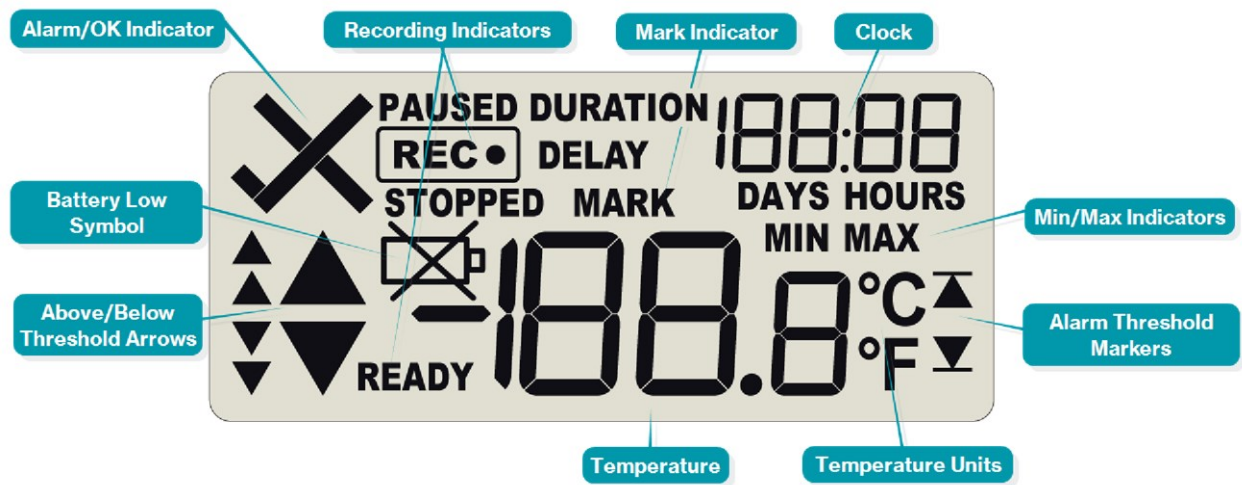 Alarm/OK Indicator
Recording Indicators
Mark Indicator
Clock
PAUSED DURATION
188:88
REC
DELAY
STOPPED MARK
DAYS HOURS
Battery Low
Symbol
MIN MAX
Min/Max Indicators
-188.8
°C
°F
Above/Below
Threshold Arrows
Alarm Threshold
Markers
READY
Temperature
Temperature Units